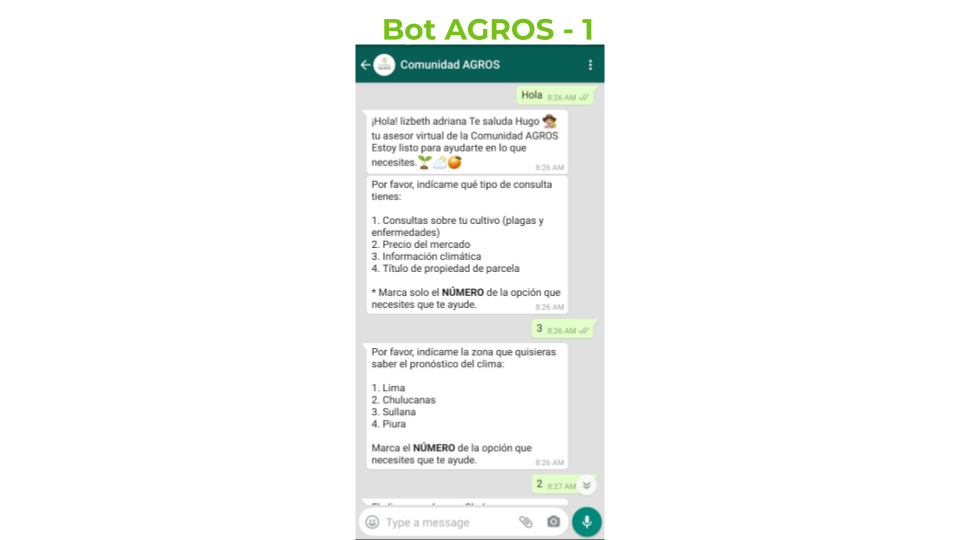 Bot AGROS - 1
Comunidad AGROS
Hola 8:26 AM
¡Hola! lizbeth adriana Te saluda Hugo
tu asesor virtual de la Comunidad AGROS
Estoy listo para ayudarte en lo que
necesites.
8:26 AM
Por favor, indícame qué tipo de consulta
tienes:
1. Consultas sobre tu cultivo (plagas y
enfermedades)
2. Precio del mercado
3. Información climática
4. Título de propiedad de parcela
* Marca solo el NÚMERO de la opción que
necesites que te ayude.
8:26 AM
3 8:26 AM
Por favor, indícame la zona que quisieras
saber el pronóstico del clima:
1. Lima
2. Chulucanas
3. Sullana
4. Piura
Marca el NÚMERO de la opción que
necesites que te ayude.
8:26 AM
2 8:27 AM
Type a message